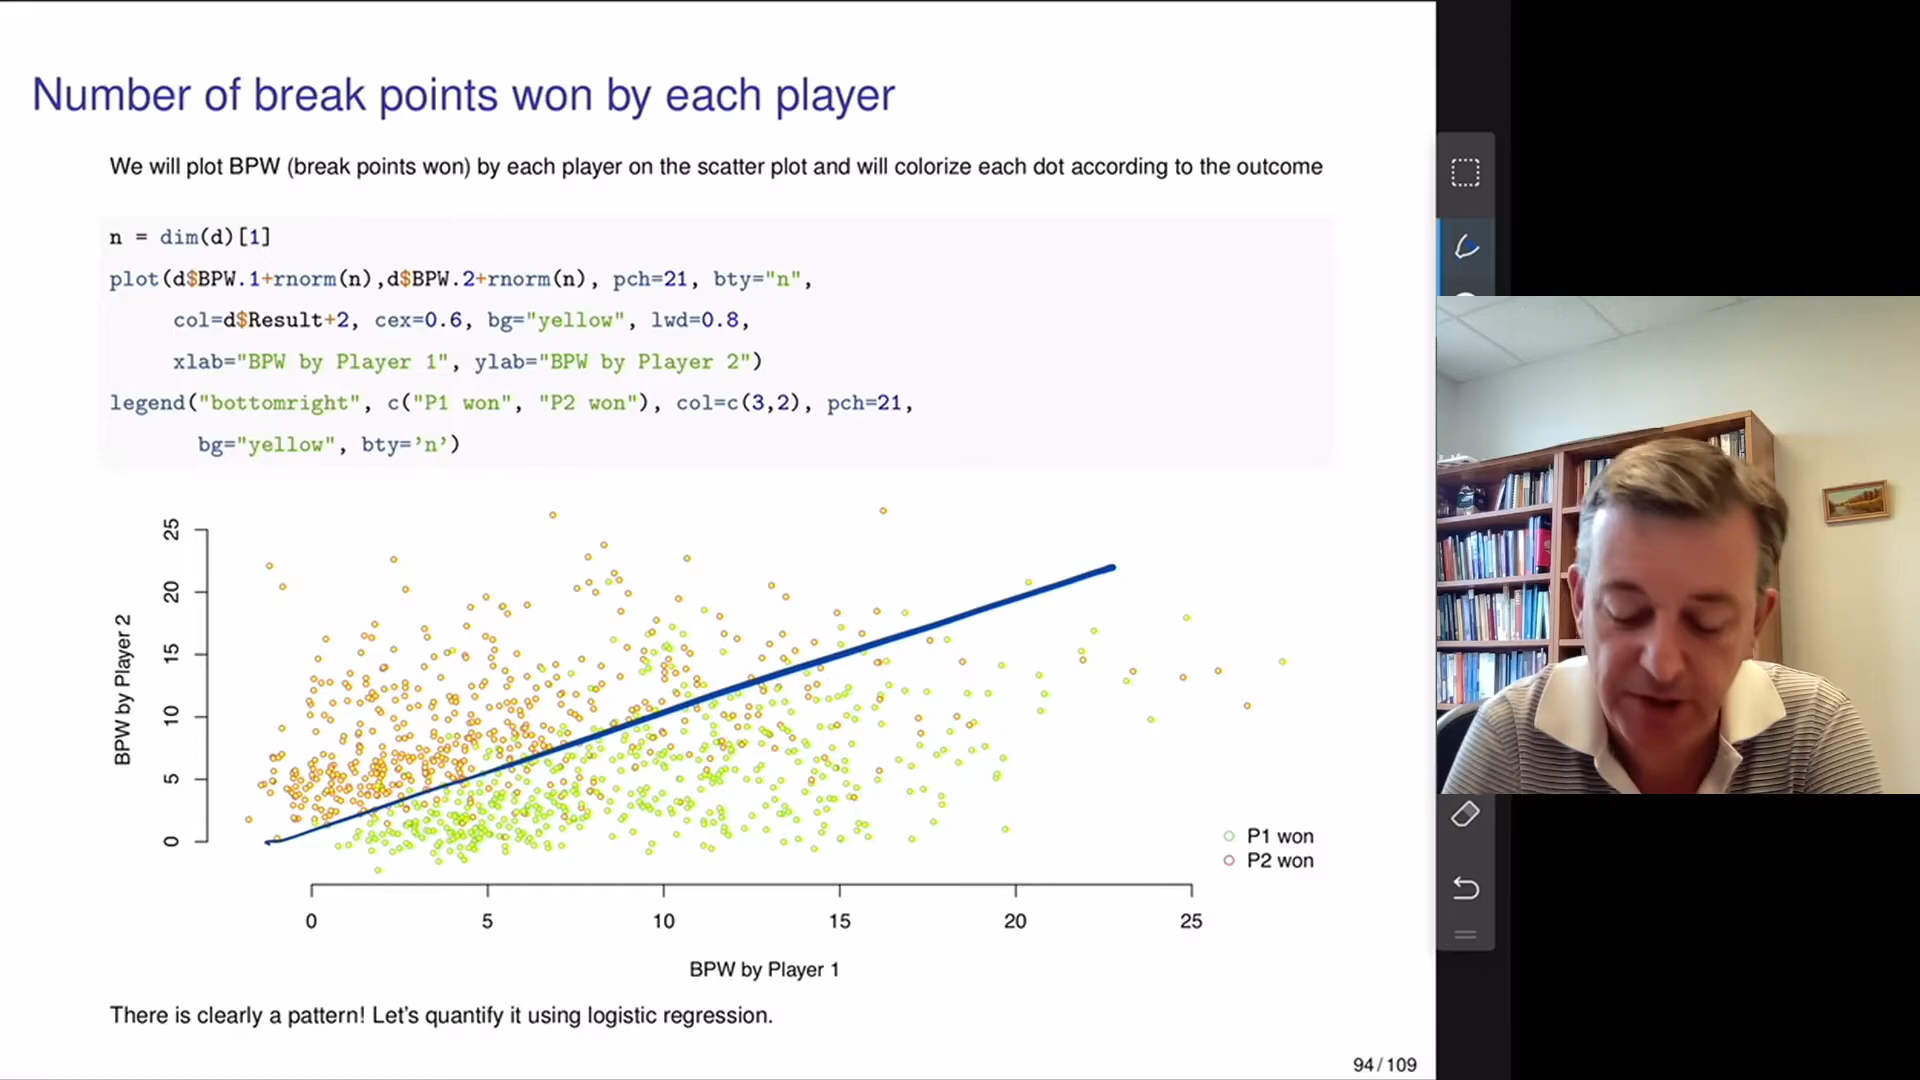 Number of break points won by each player
We will plot BPW (break points won) by each player on the scatter plot and will colorize each dot according to the outcome
n = dim(d)[1]
plot(d$BPW.1+rnorm(n),d$BPW.2+rnorm(n), pch=21, bty="n",
col=d$Result+2, cex=0.6, bg="yellow", lwd=0.8,
xlab="BPW by Player 1", ylab="BPW by Player 2")
legend("bottomright", c("P1 won", "P2 won"), col=c(3,2), pch=21,
bg="yellow", bty='n')
BPW by Player 2
25
20
15
10
5
0
P1 won
P2 won
0 5 10 15 20 25
BPW by Player 1
There is clearly a pattern! Let's quantify it using logistic regression.
94/109